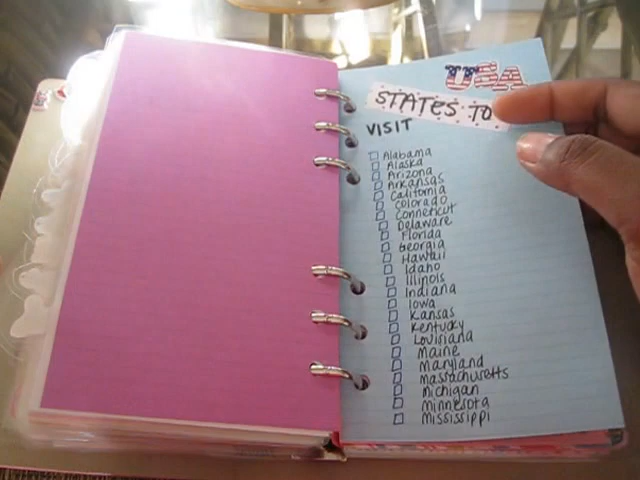 USA
STATES TO
VISIT
Alabama
Alaska
Arizona
Arkansas
California
Colorado
Connecticut
Delaware
Florida
Georgia
Hawaii
Idaho
Illinois
Indiana
Iowa
Kansas
Kentucky
Louisiana
Maine
Maryland
Massachusetts
Michigan
Minnesota
Mississippi